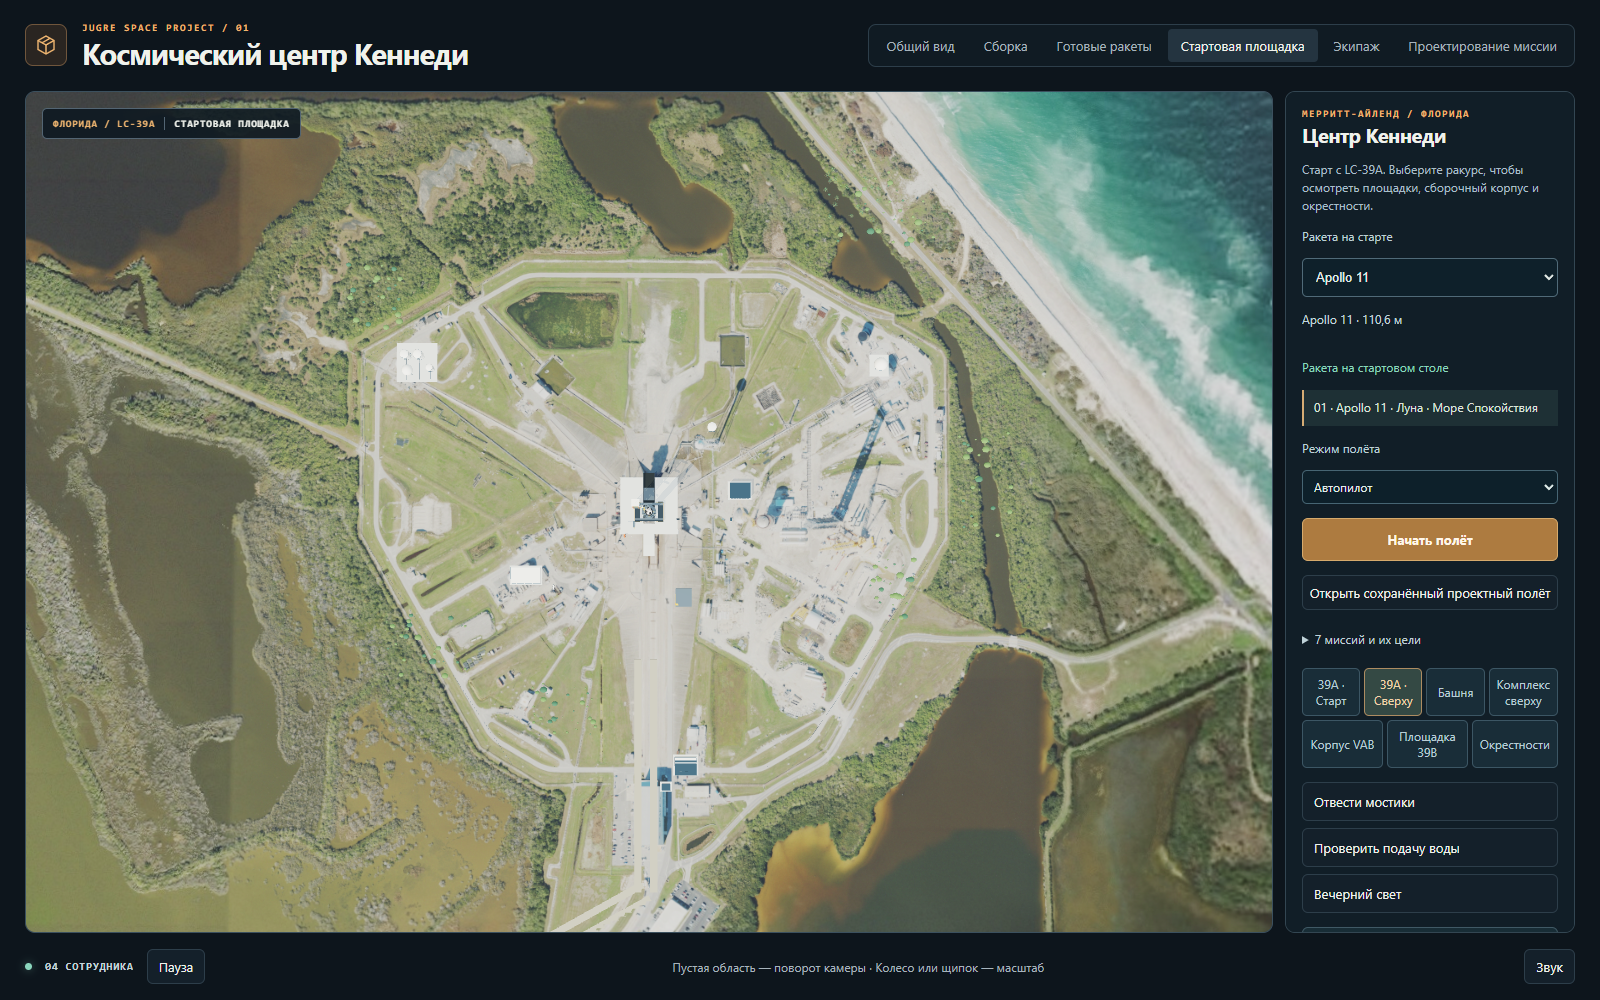 JUGRE SPACE PROJECT / 01
Космический центр Кеннеди
Общий вид
Сборка
Готовые ракеты
Стартовая площадка
Экипаж
Проектирование миссии
ФЛОРИДА / LC-39A
СТАРТОВАЯ ПЛОЩАДКА
МЕРРИТТ-АЙЛЕНД / ФЛОРИДА
Центр Кеннеди
Старт с LC-39A. Выберите ракурс, чтобы
осмотреть площадки, сборочный корпус и
окрестности.
Ракета на старте
Apollo 11
Apollo 11 · 110,6 м
Ракета на стартовом столе
01 · Apollo 11 · Луна · Море Спокойствия
Режим полёта
Автопилот
Начать полёт
Открыть сохранённый проектный полёт
7 миссий и их цели
39A ·
Старт
39A ·
Сверху
Башня
Комплекс
сверху
Корпус VAB
Площадка
39B
Окрестности
Отвести мостики
Проверить подачу воды
Вечерний свет
04 СОТРУДНИКА
Пауза
Пустая область — поворот камеры · Колесо или щипок — масштаб
Звук